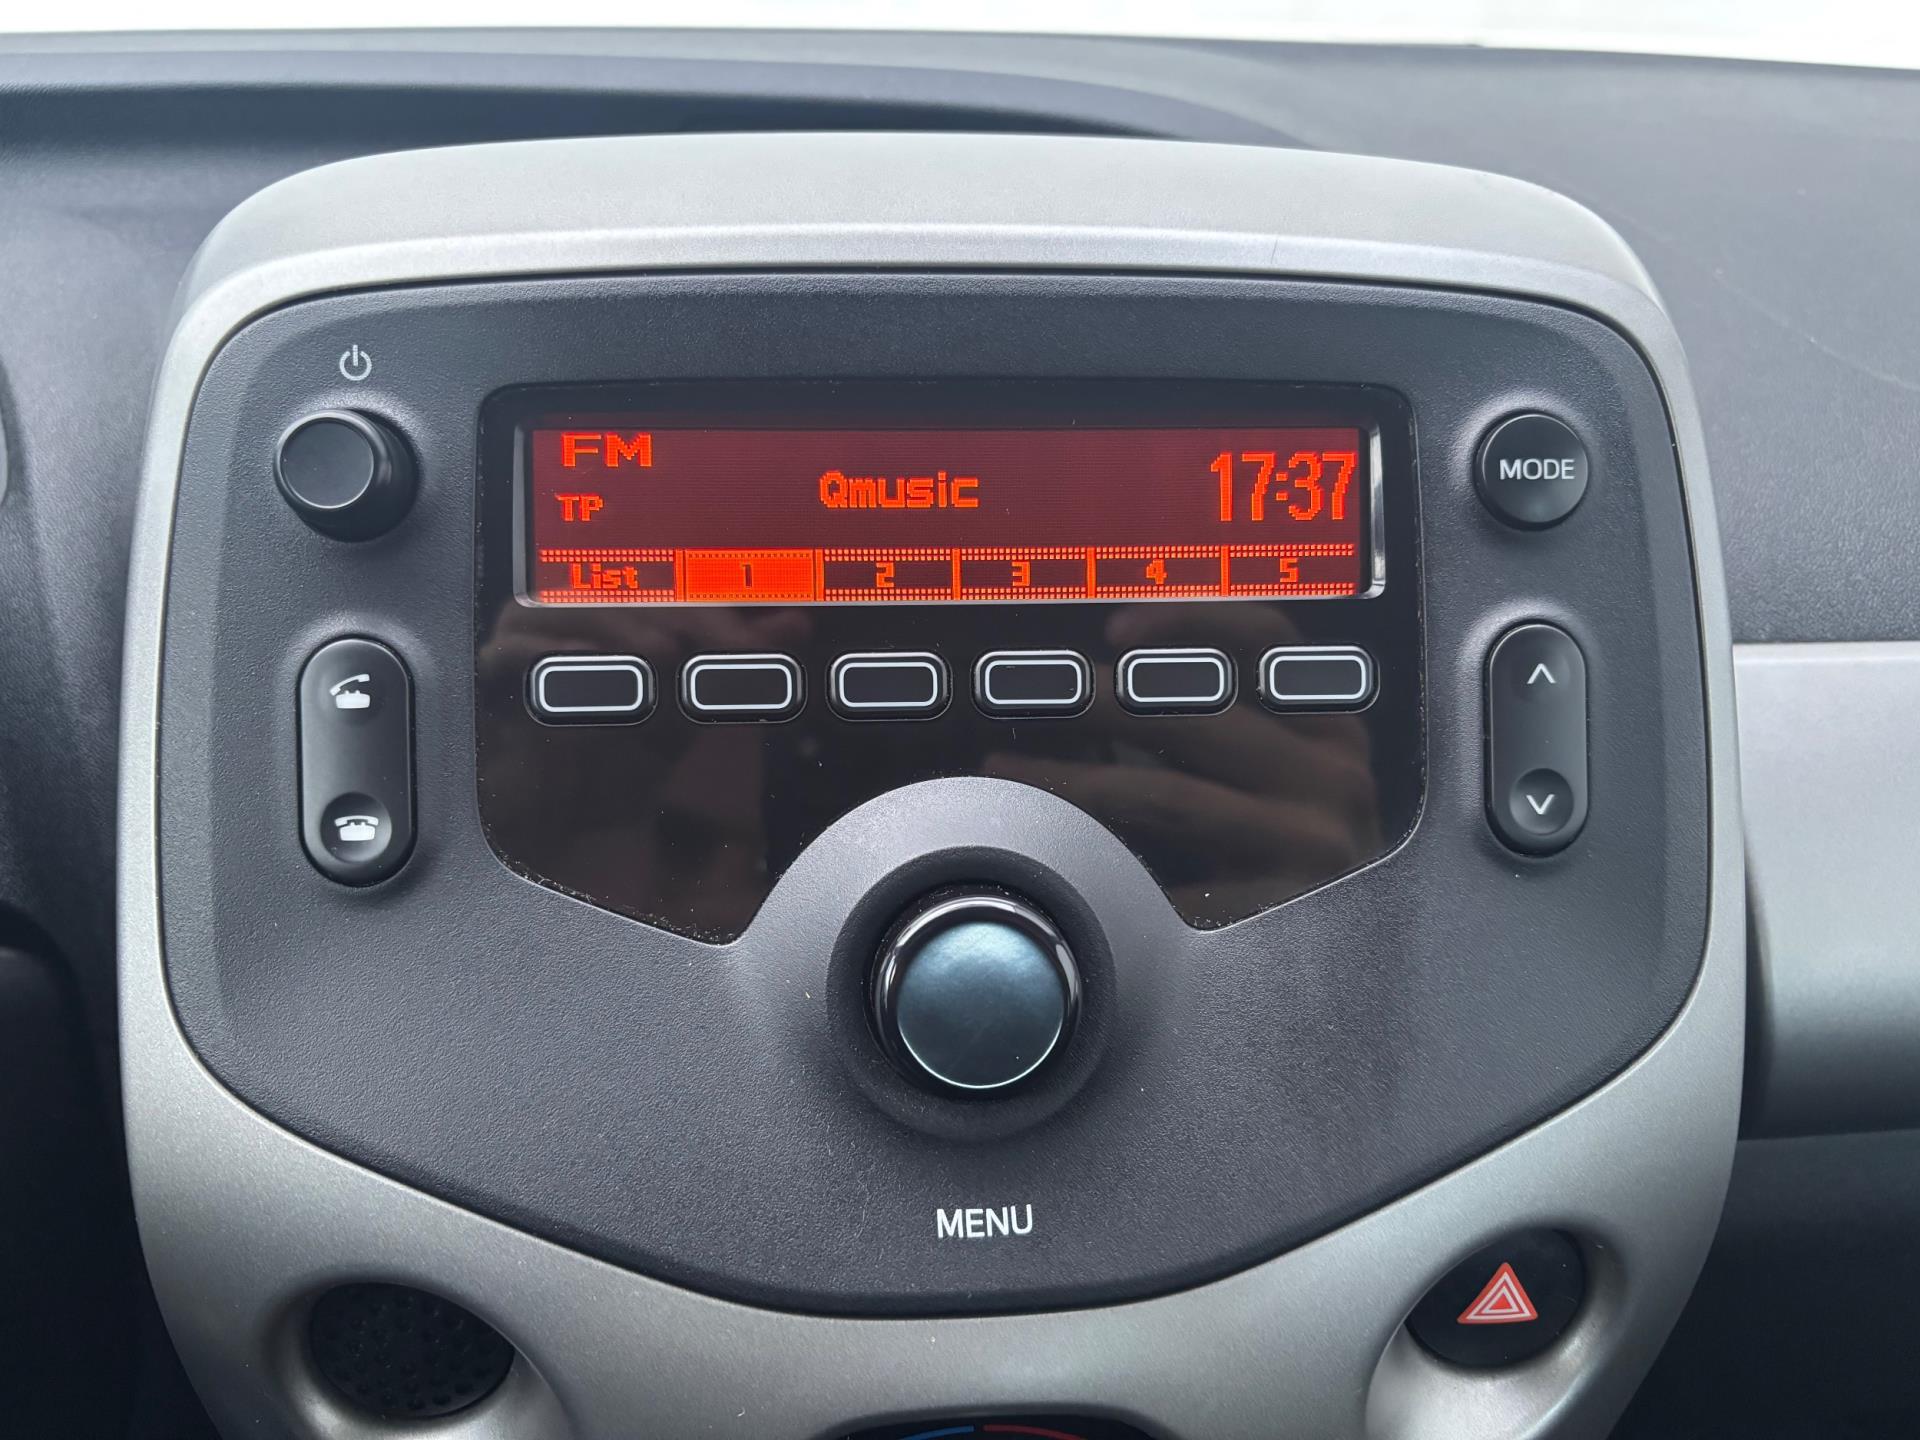 FM
TP
Qmusic
17:37
List 1 2 3 4 5
MODE
MENU